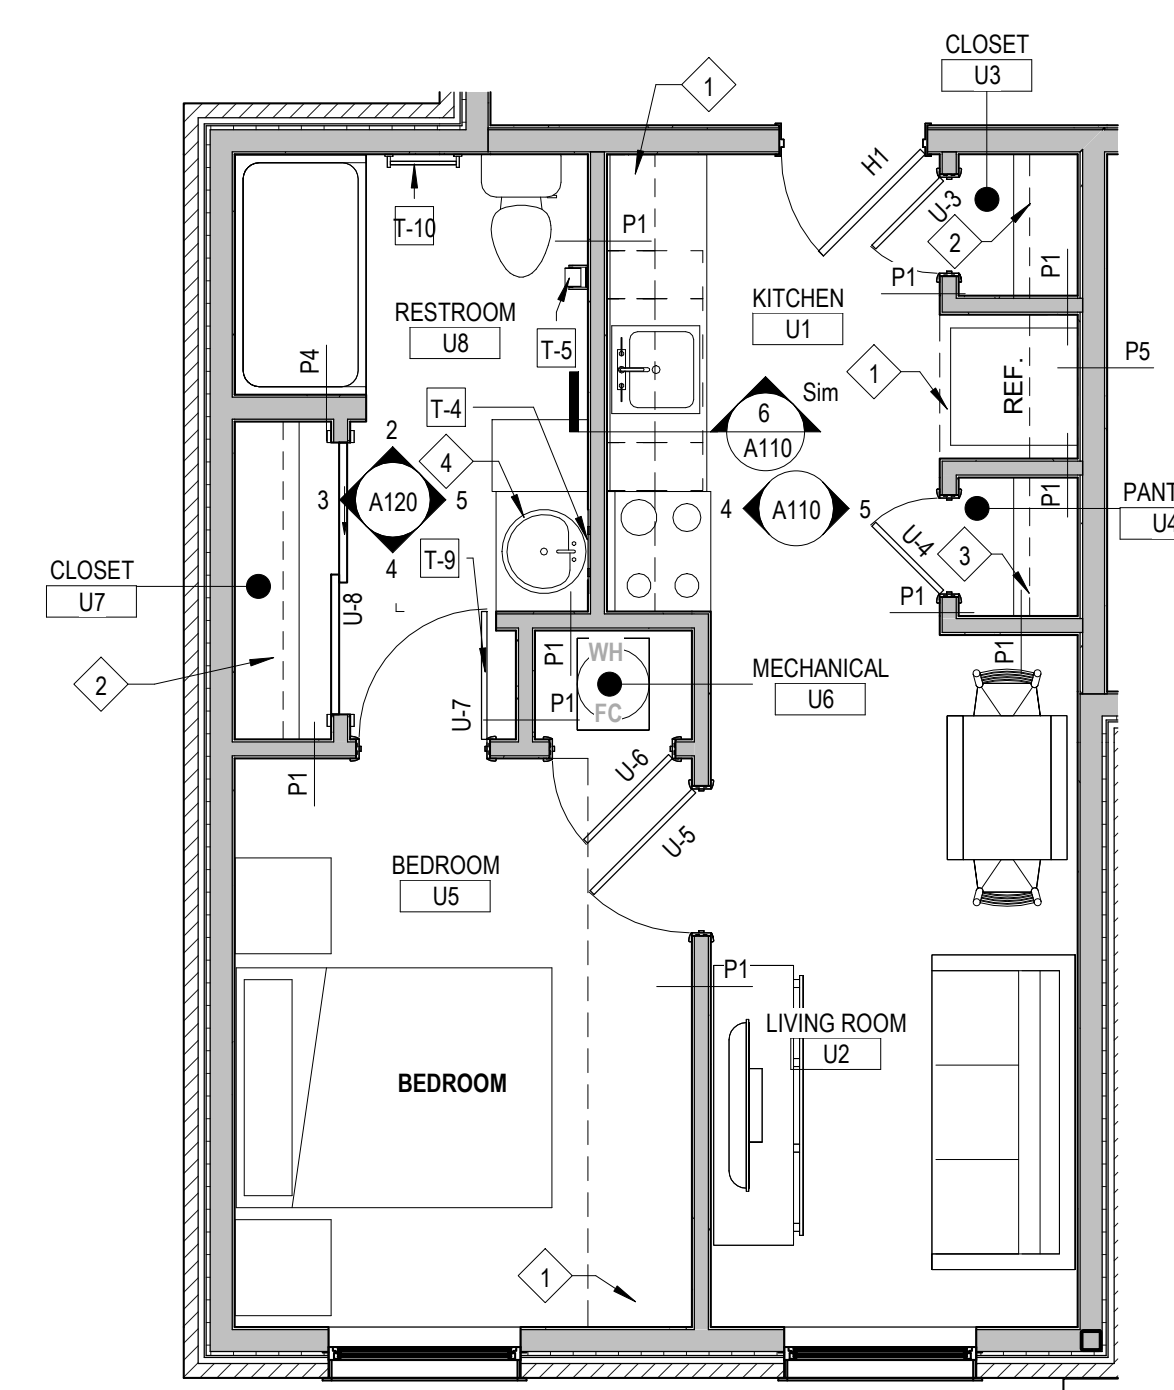 CLOSET
U3
1
H1
T-10
P1
U-3
2
P1
P1
RESTROOM
U8
KITCHEN
U1
T-5
P4
P5
1
REF.
T-4
Sim
6
A110
2
4
3
A120
5
4
4
A110
5
P1
U4
U-4
3
T-9
CLOSET
U7
U-8
P1
P1
P1
WH
MECHANICAL
U6
2
U-7
P1
FC
P1
U-6
U-5
BEDROOM
U5
P1
LIVING ROOM
U2
BEDROOM
1